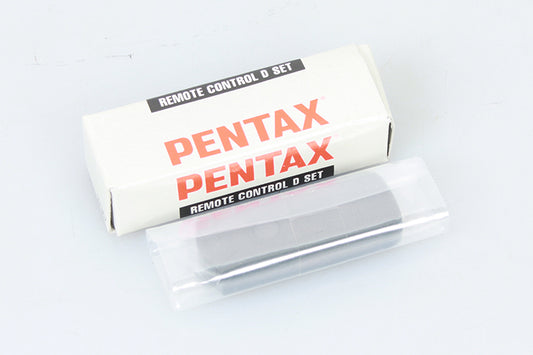 REMOTE CONTROL D SET
PENTAX
PENTAX
REMOTE CONTROL D SET